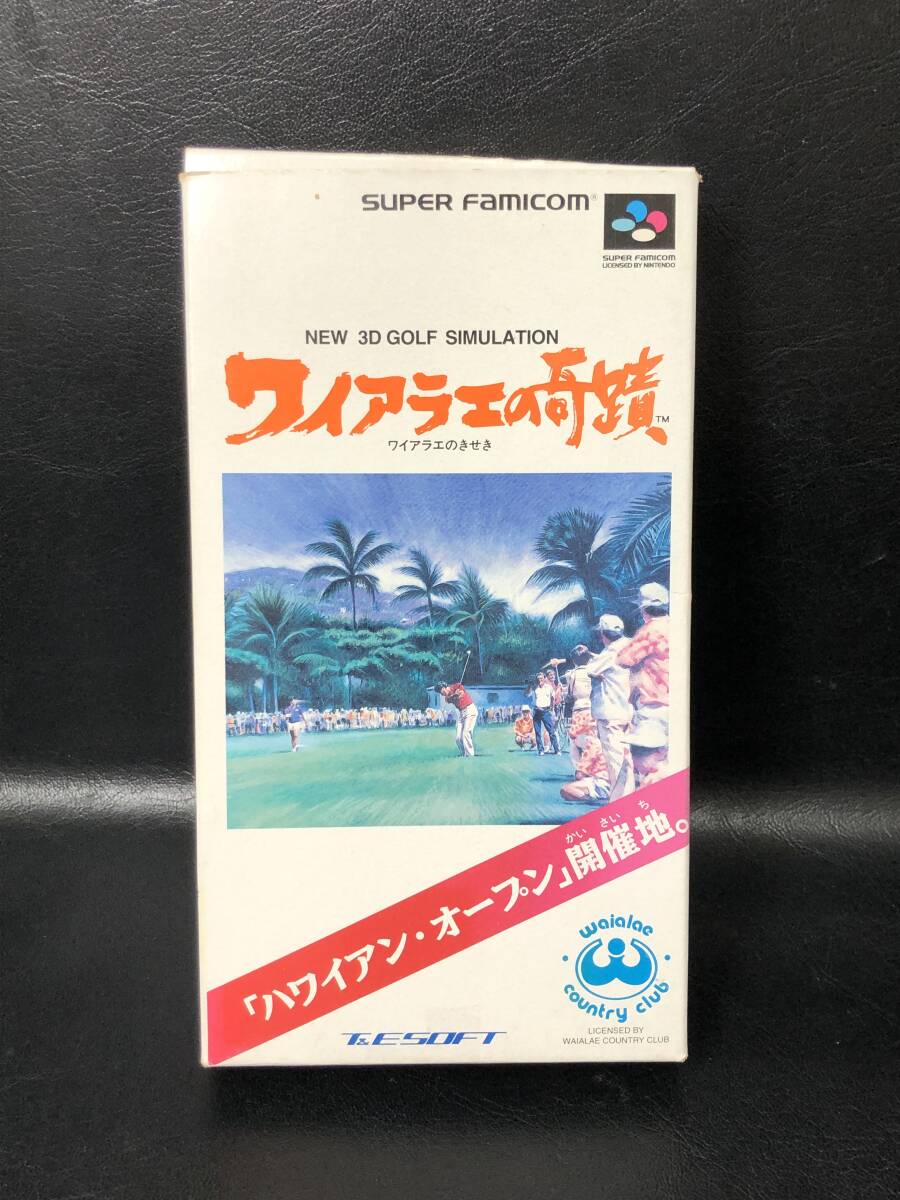 SUPER FAMICOM®
SUPER FAMICOM
LICENSED BY NINTENDO
NEW 3D GOLF SIMULATION
ワイアラエの奇蹟™
ワイアラエのきせき
かいさいち
「ハワイアン・オープン」開催地。
waialae
country club
T&ESOFT
LICENSED BY
WAIALAE COUNTRY CLUB